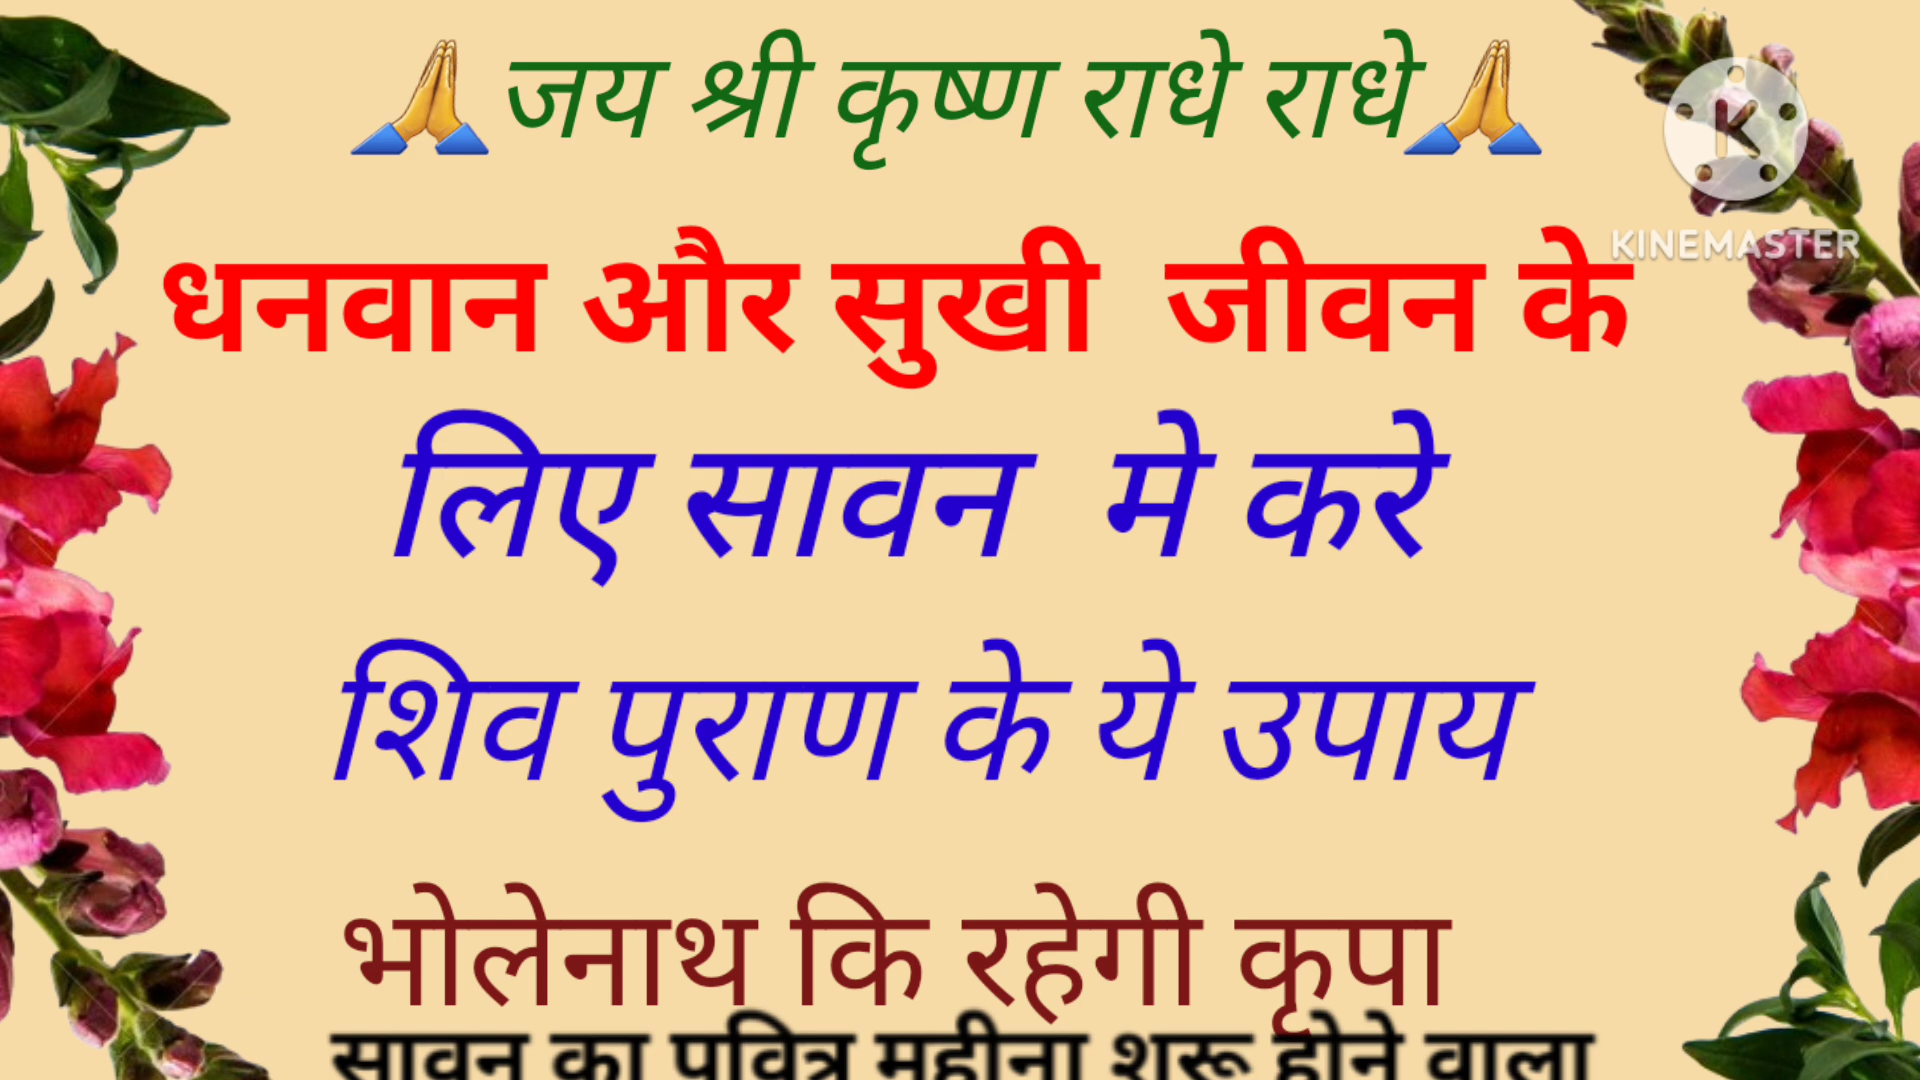 🙏जय श्री कृष्ण राधे राधे🙏
KINEMASTER
धनवान और सुखी जीवन के
लिए सावन मे करे
शिव पुराण के ये उपाय
भोलेनाथ कि रहेगी कृपा
सावन का पवित्र महीना शुरू होने वाला